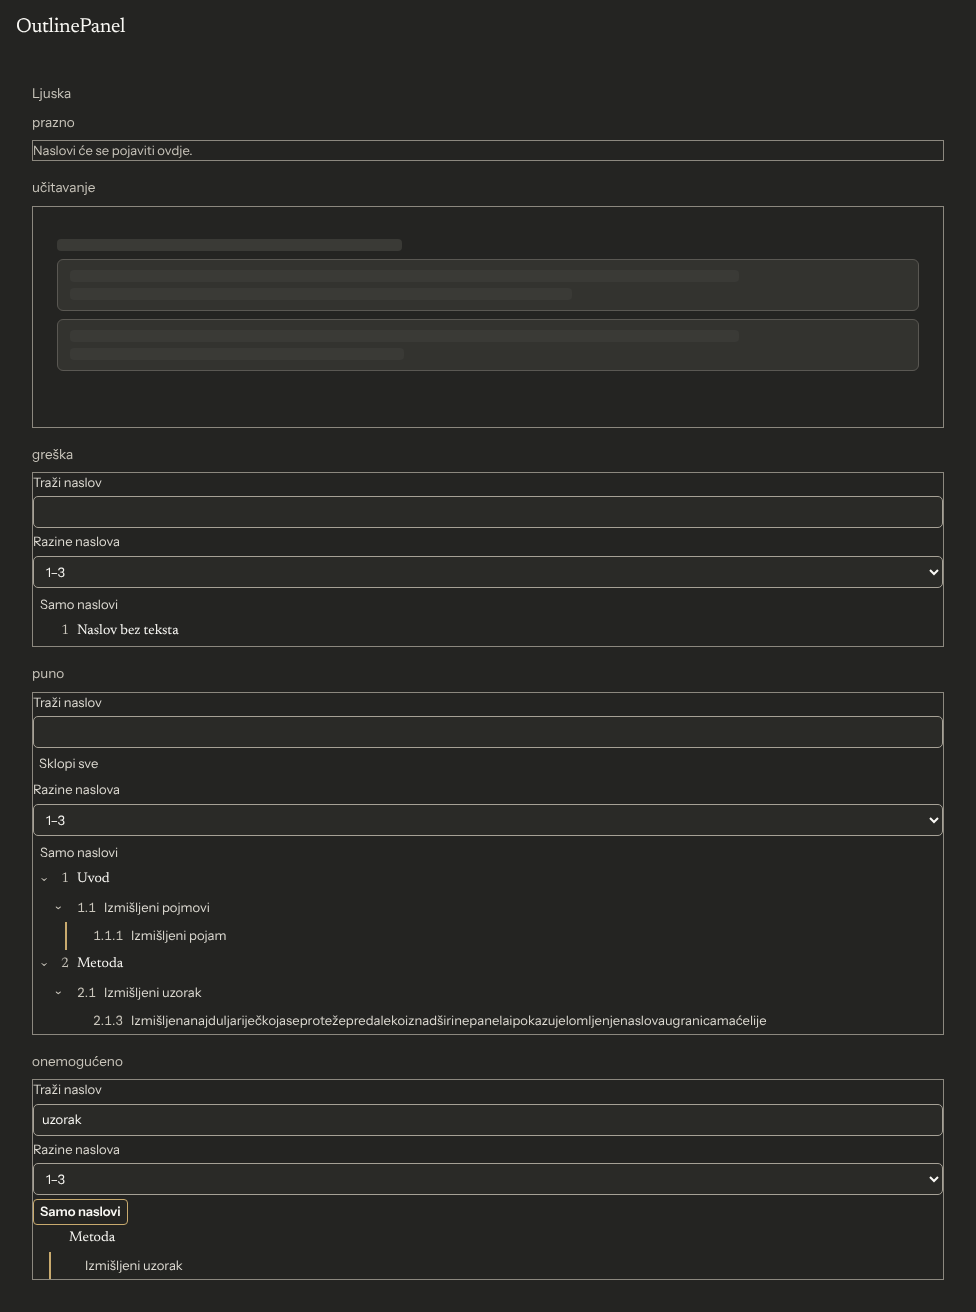 OutlinePanel
Ljuska
prazno
Naslovi će se pojaviti ovdje.
učitavanje
greška
Traži naslov
Razine naslova
1–3
Samo naslovi
1 Naslov bez teksta
puno
Traži naslov
Sklopi sve
Razine naslova
1–3
Samo naslovi
1 Uvod
1.1 Izmišljeni pojmovi
1.1.1 Izmišljeni pojam
2 Metoda
2.1 Izmišljeni uzorak
2.1.3 Izmišljenanajduljariječkojaseprotežepredalekoiznadširinepanelaipokazujelomljenjenaslovaugranicamaćelije
onemogućeno
Traži naslov
uzorak
Razine naslova
1–3
Samo naslovi
Metoda
Izmišljeni uzorak